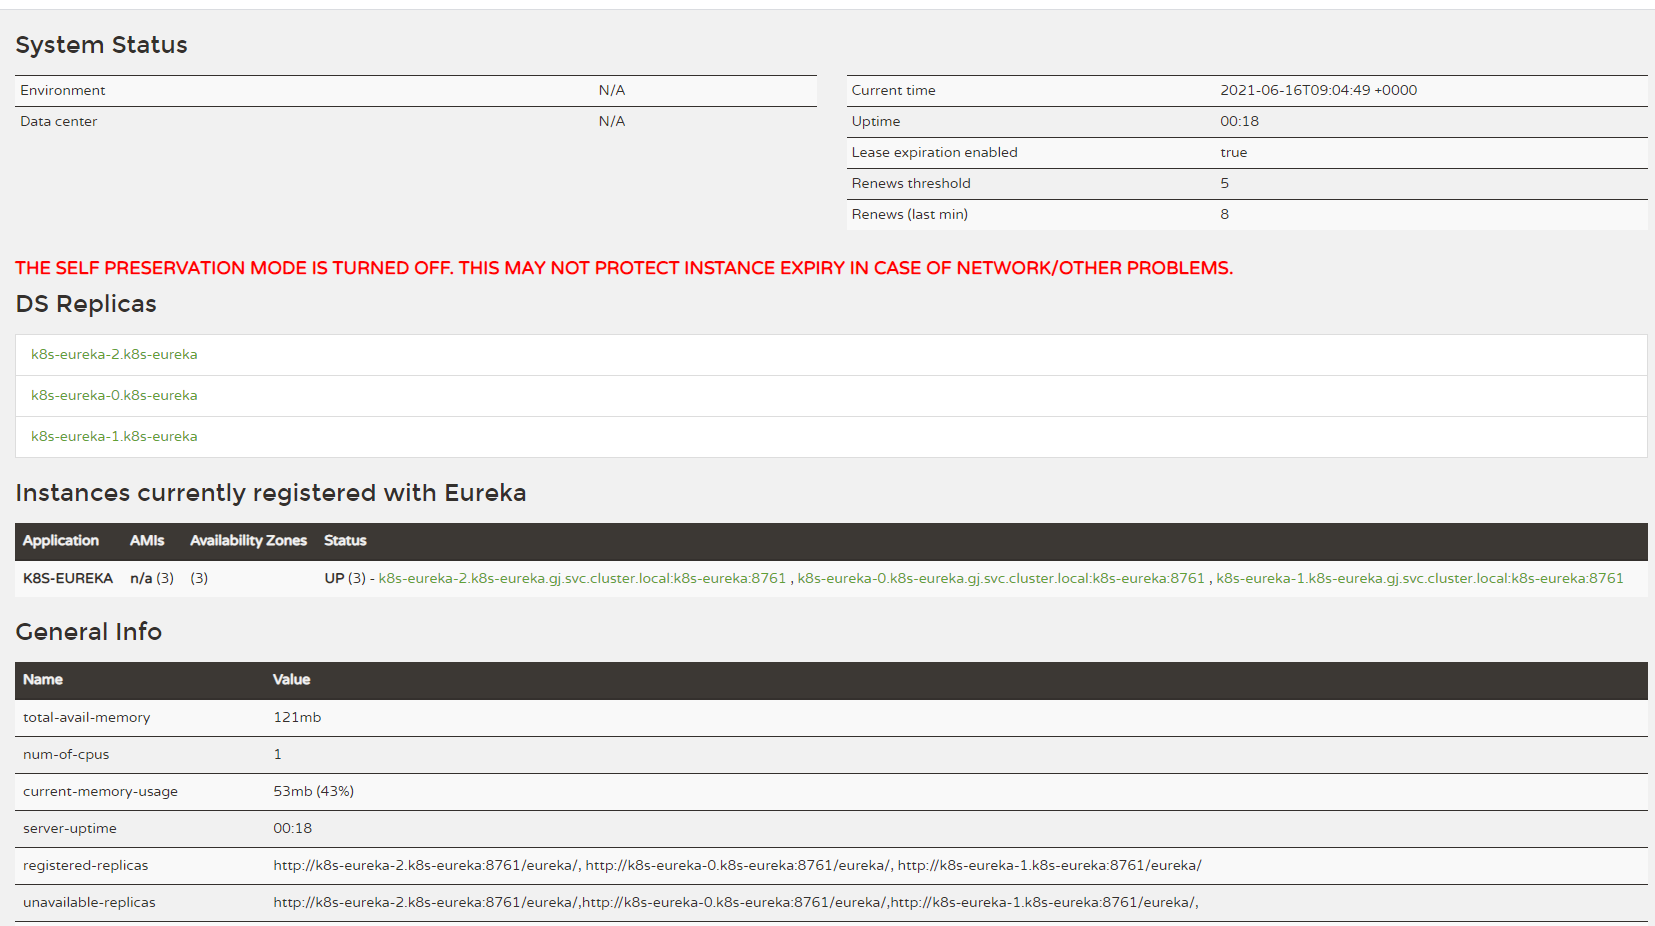 System Status
Environment N/A
Data center N/A
Current time 2021-06-16T09:04:49 +0000
Uptime 00:18
Lease expiration enabled true
Renews threshold 5
Renews (last min) 8
THE SELF PRESERVATION MODE IS TURNED OFF. THIS MAY NOT PROTECT INSTANCE EXPIRY IN CASE OF NETWORK/OTHER PROBLEMS.
DS Replicas
k8s-eureka-2.k8s-eureka
k8s-eureka-0.k8s-eureka
k8s-eureka-1.k8s-eureka
Instances currently registered with Eureka
Application AMIs Availability Zones Status
K8S-EUREKA n/a (3) (3) UP (3) - k8s-eureka-2.k8s-eureka.gj.svc.cluster.local:k8s-eureka:8761 , k8s-eureka-0.k8s-eureka.gj.svc.cluster.local:k8s-eureka:8761 , k8s-eureka-1.k8s-eureka.gj.svc.cluster.local:k8s-eureka:8761
General Info
Name Value
total-avail-memory 121mb
num-of-cpus 1
current-memory-usage 53mb (43%)
server-uptime 00:18
registered-replicas http://k8s-eureka-2.k8s-eureka:8761/eureka/, http://k8s-eureka-0.k8s-eureka:8761/eureka/, http://k8s-eureka-1.k8s-eureka:8761/eureka/
unavailable-replicas http://k8s-eureka-2.k8s-eureka:8761/eureka/,http://k8s-eureka-0.k8s-eureka:8761/eureka/,http://k8s-eureka-1.k8s-eureka:8761/eureka/,